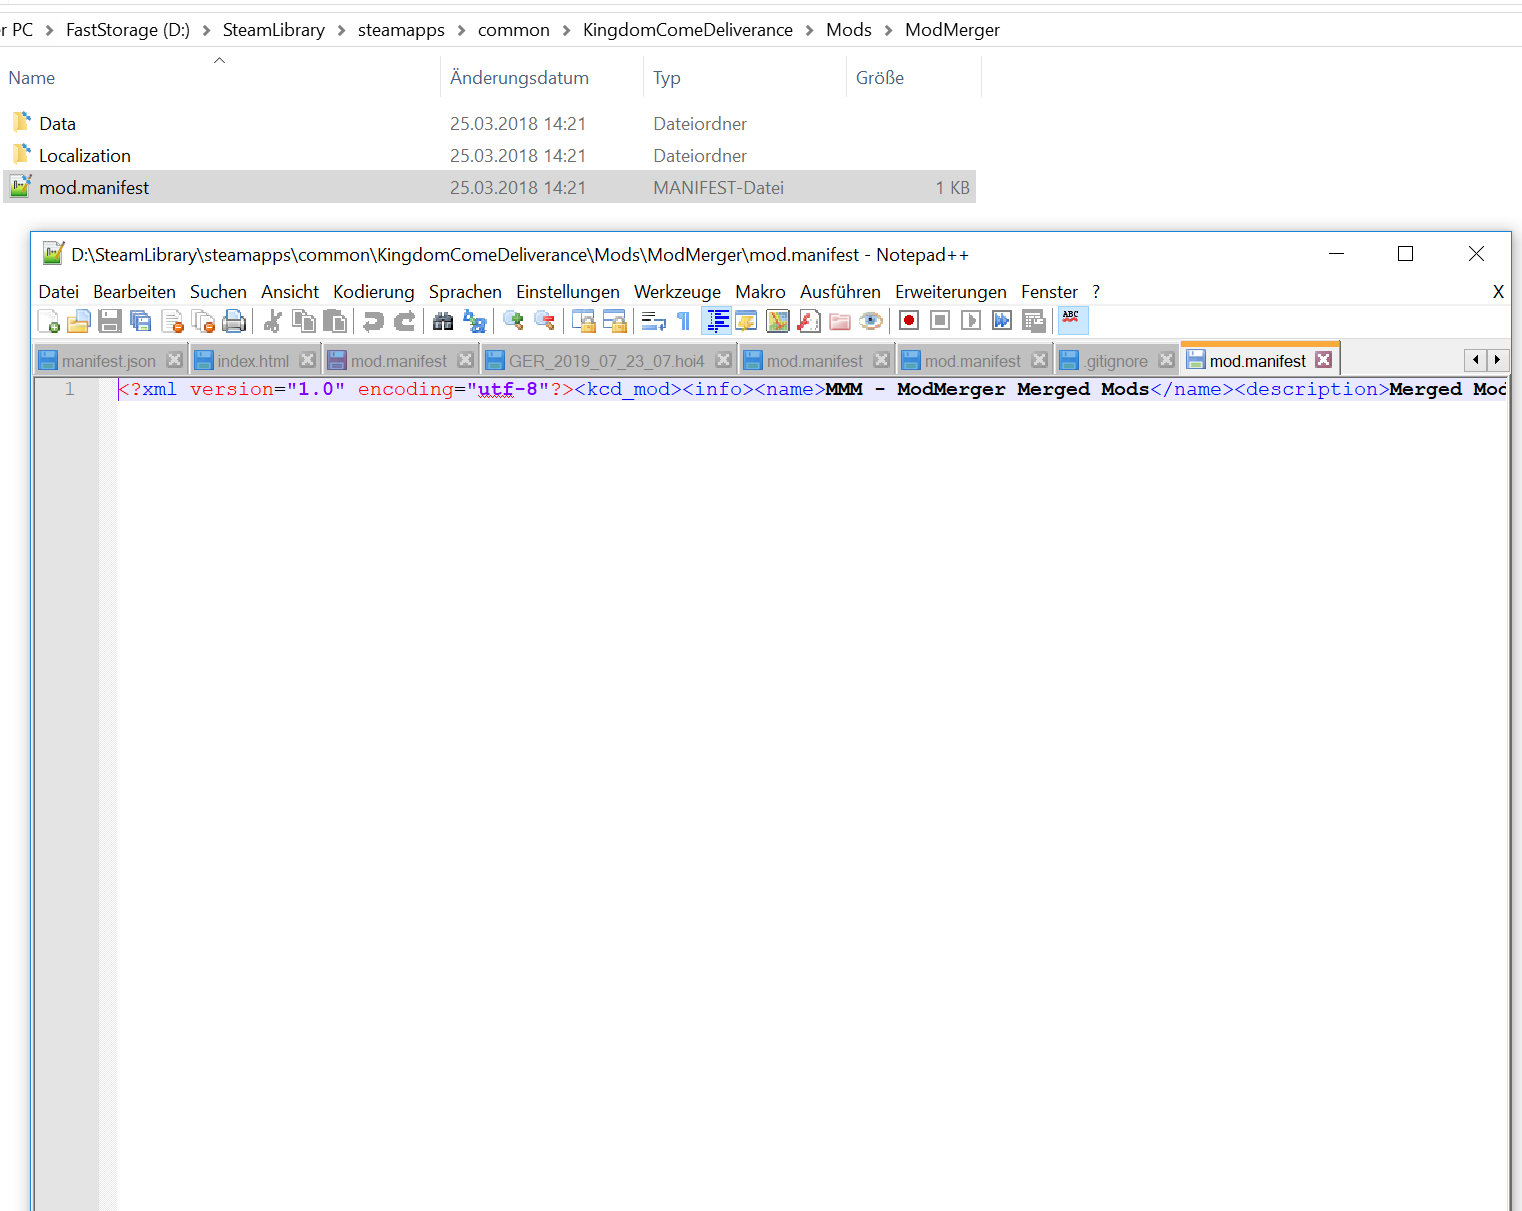 r PC > FastStorage (D:) > SteamLibrary > steamapps > common > KingdomComeDeliverance > Mods > ModMerger
Name Änderungsdatum Typ Größe
Data 25.03.2018 14:21 Dateiordner
Localization 25.03.2018 14:21 Dateiordner
mod.manifest 25.03.2018 14:21 MANIFEST-Datei 1 KB
D:\SteamLibrary\steamapps\common\KingdomComeDeliverance\Mods\ModMerger\mod.manifest - Notepad++
Datei Bearbeiten Suchen Ansicht Kodierung Sprachen Einstellungen Werkzeuge Makro Ausführen Erweiterungen Fenster ? X
ABC
manifest.json index.html mod.manifest GER_2019_07_23_07.hoi4 mod.manifest mod.manifest .gitignore mod.manifest
1 <?xml version="1.0" encoding="utf-8"?><kcd_mod><info><name>MMM - ModMerger Merged Mods</name><description>Merged Mod